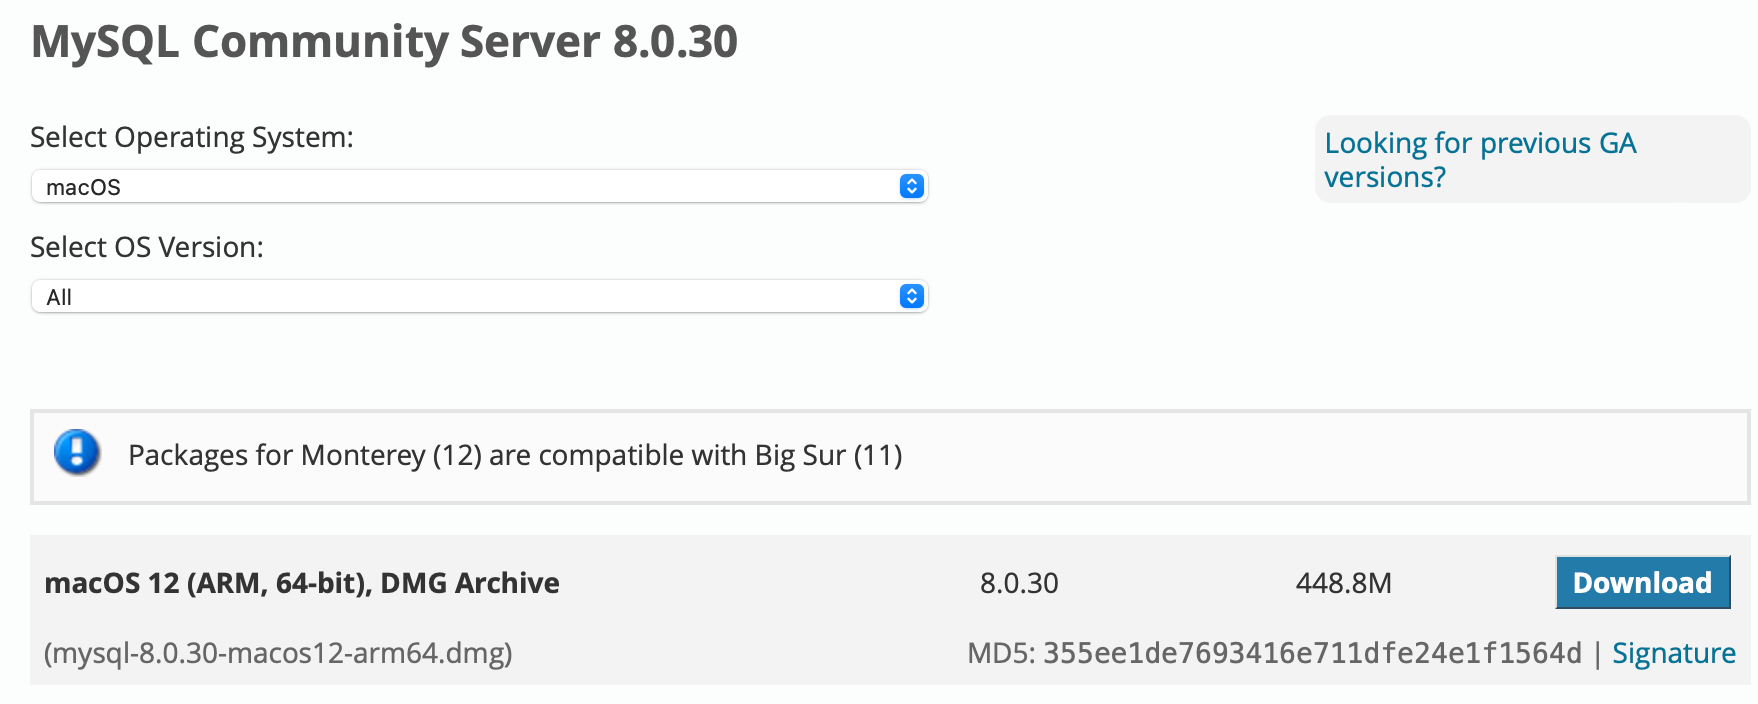 MySQL Community Server 8.0.30
Select Operating System:
Looking for previous GA
versions?
macOS
Select OS Version:
All
Packages for Monterey (12) are compatible with Big Sur (11)
macOS 12 (ARM, 64-bit), DMG Archive 8.0.30 448.8M Download
(mysql-8.0.30-macos12-arm64.dmg) MD5: 355ee1de7693416e711dfe24e1f1564d | Signature